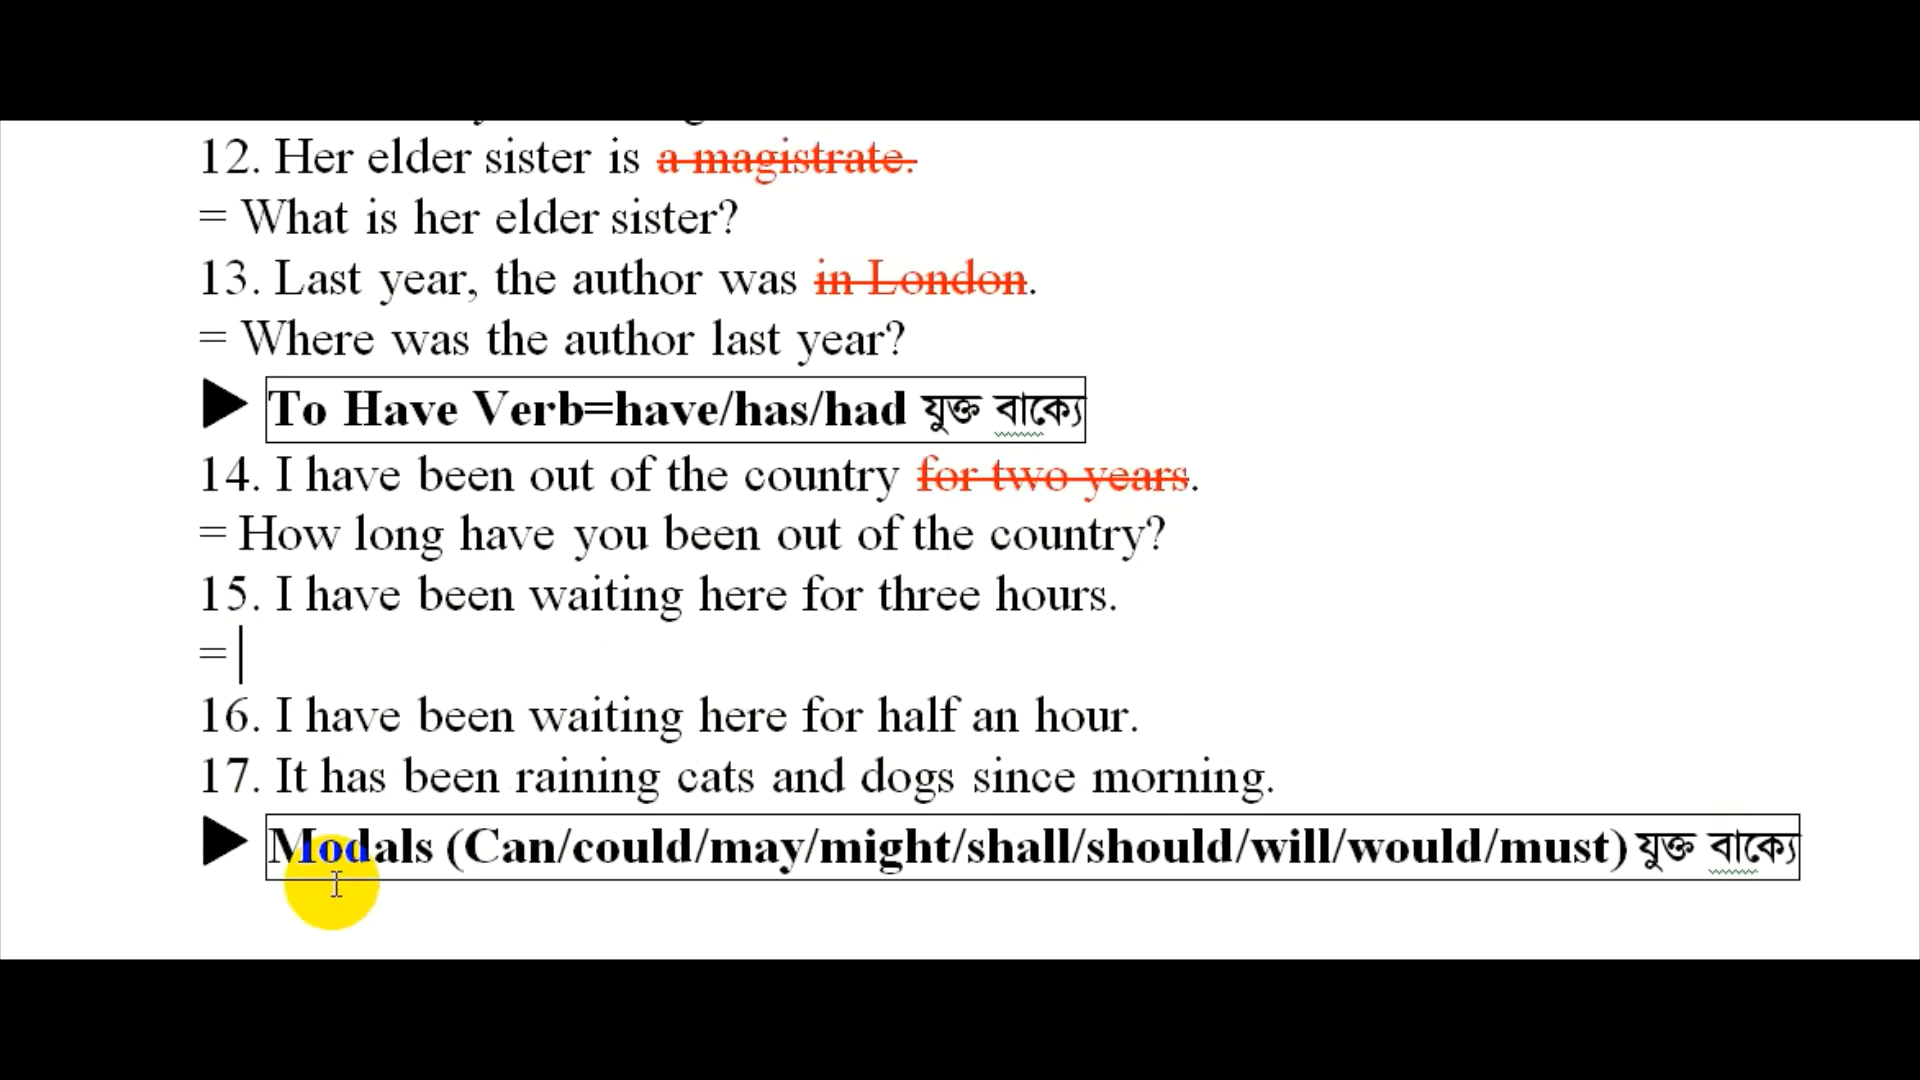 12. Her elder sister is a magistrate.
= What is her elder sister?
13. Last year, the author was in London.
= Where was the author last year?
To Have Verb=have/has/had যুক্ত বাক্যে
14. I have been out of the country for two years.
= How long have you been out of the country?
15. I have been waiting here for three hours.
=
16. I have been waiting here for half an hour.
17. It has been raining cats and dogs since morning.
Modals (Can/could/may/might/shall/should/will/would/must) যুক্ত বাক্যে